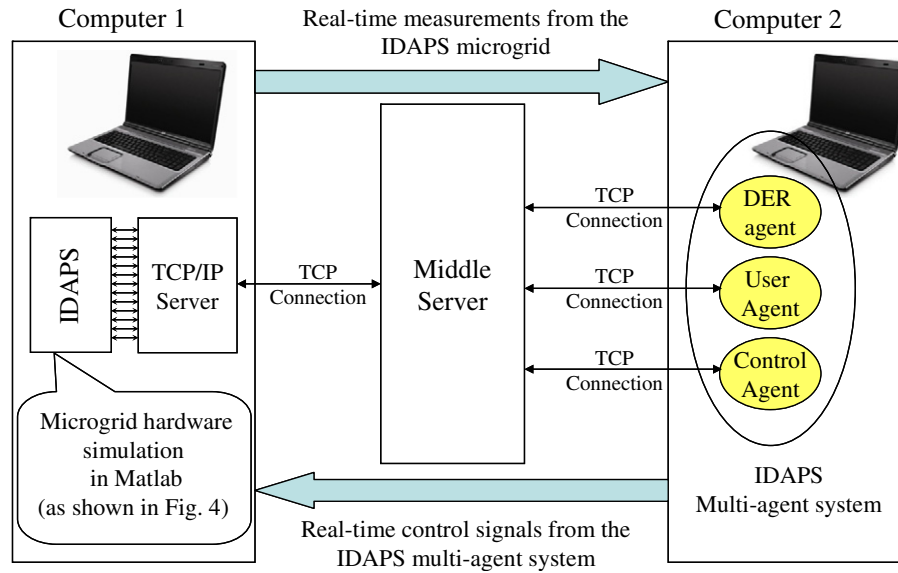 Computer 1
Real-time measurements from the
IDAPS microgrid
Computer 2
IDAPS
TCP/IP
Server
TCP
Connection
Middle
Server
TCP
Connection
TCP
Connection
TCP
Connection
DER
agent
User
Agent
Control
Agent
Microgrid hardware
simulation
in Matlab
(as shown in Fig. 4)
IDAPS
Multi-agent system
Real-time control signals from the
IDAPS multi-agent system